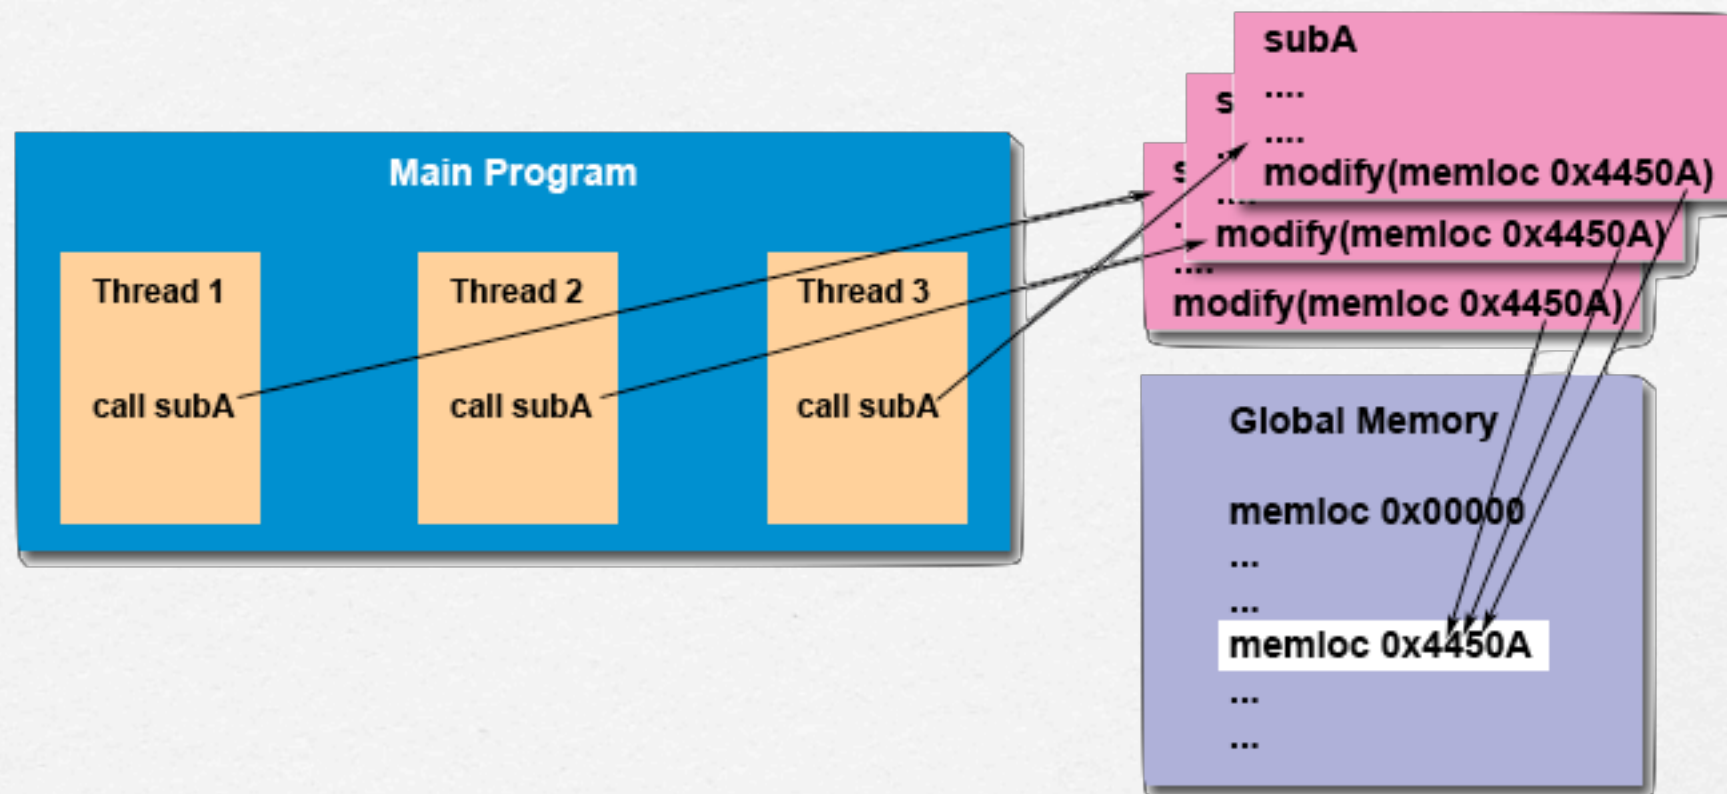 Main Program
Thread 1
call subA
Thread 2
call subA
Thread 3
call subA
subA
....
....
modify(memloc 0x4450A)
s
....
modify(memloc 0x4450A)
s
....
modify(memloc 0x4450A)
Global Memory
memloc 0x00000
...
...
memloc 0x4450A
...
...